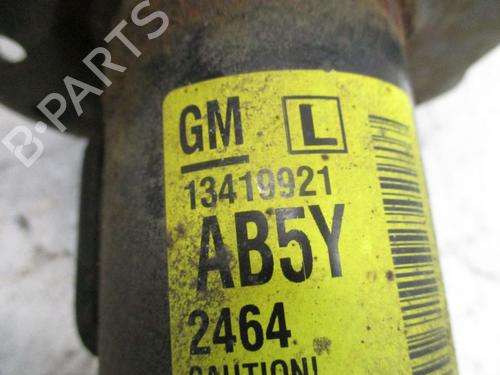 B-PARTS
GM L
13419921
AB5Y
2464
CAUTION!